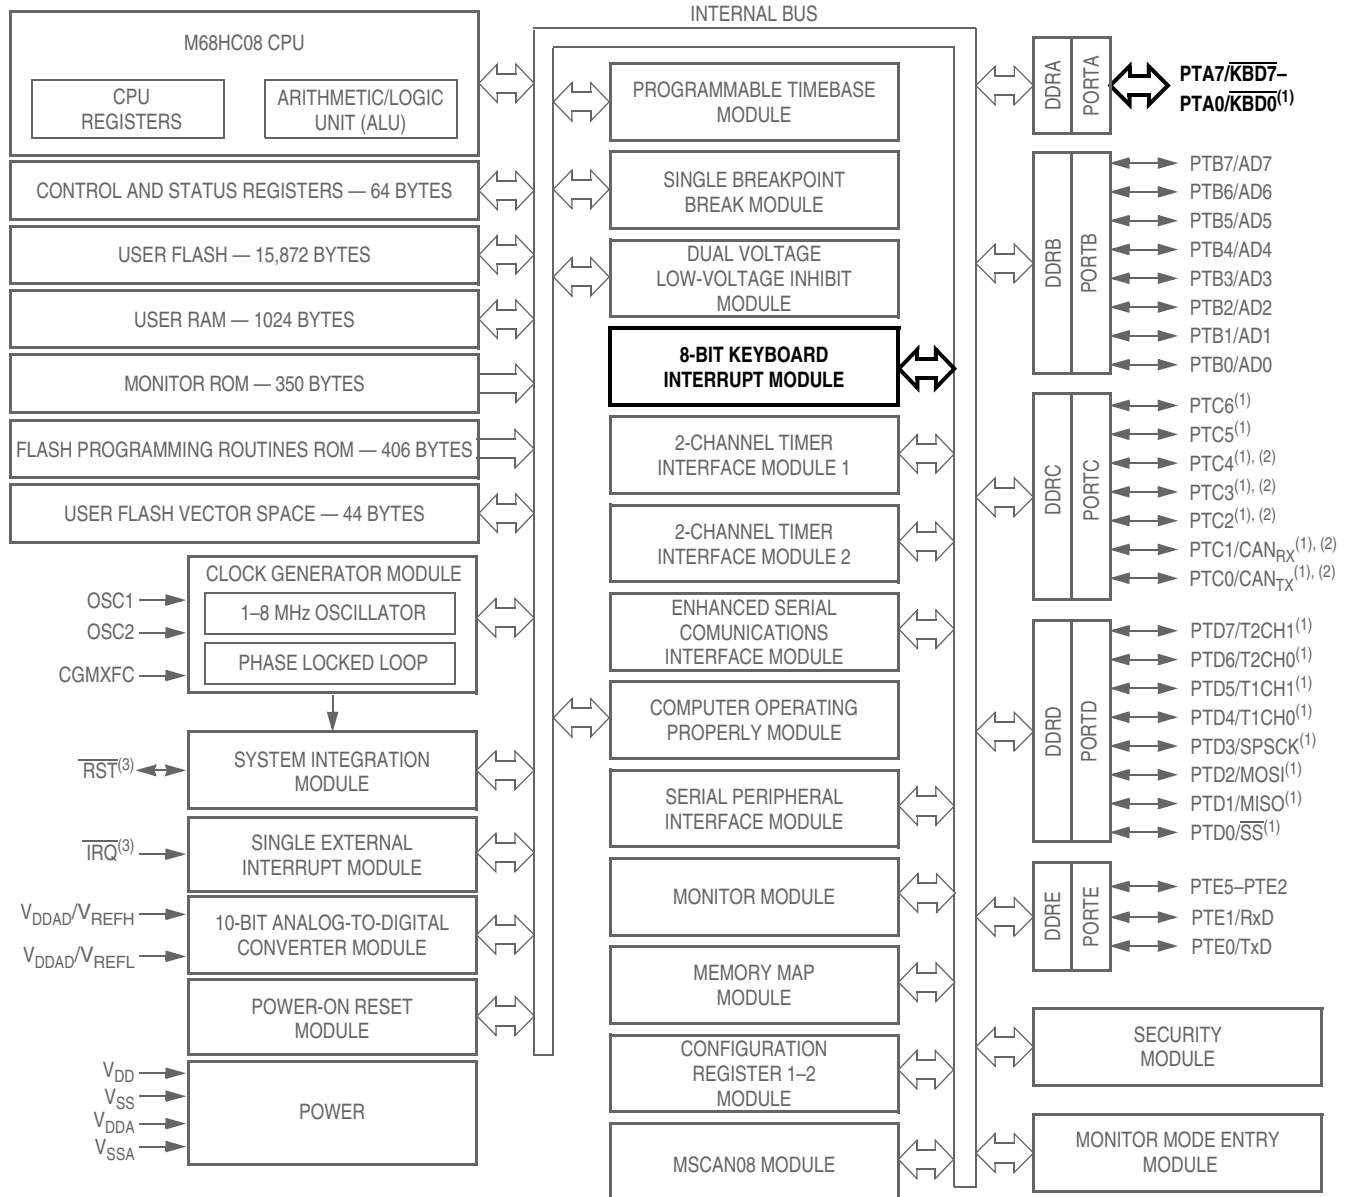 INTERNAL BUS
M68HC08 CPU
CPU
REGISTERS
ARITHMETIC/LOGIC
UNIT (ALU)
CONTROL AND STATUS REGISTERS — 64 BYTES
USER FLASH — 15,872 BYTES
USER RAM — 1024 BYTES
MONITOR ROM — 350 BYTES
FLASH PROGRAMMING ROUTINES ROM — 406 BYTES
USER FLASH VECTOR SPACE — 44 BYTES
CLOCK GENERATOR MODULE
1–8 MHz OSCILLATOR
PHASE LOCKED LOOP
OSC1
OSC2
CGMXFC
SYSTEM INTEGRATION
MODULE
RST(3)
SINGLE EXTERNAL
INTERRUPT MODULE
IRQ(3)
10-BIT ANALOG-TO-DIGITAL
CONVERTER MODULE
VDDAD/VREFH
VDDAD/VREFL
POWER-ON RESET
MODULE
POWER
VDD
VSS
VDDA
VSSA
PROGRAMMABLE TIMEBASE
MODULE
SINGLE BREAKPOINT
BREAK MODULE
DUAL VOLTAGE
LOW-VOLTAGE INHIBIT
MODULE
8-BIT KEYBOARD
INTERRUPT MODULE
2-CHANNEL TIMER
INTERFACE MODULE 1
2-CHANNEL TIMER
INTERFACE MODULE 2
ENHANCED SERIAL
COMUNICATIONS
INTERFACE MODULE
COMPUTER OPERATING
PROPERLY MODULE
SERIAL PERIPHERAL
INTERFACE MODULE
MONITOR MODULE
MEMORY MAP
MODULE
CONFIGURATION
REGISTER 1–2
MODULE
MSCAN08 MODULE
DDRA
PORTA
PTA7/KBD7–
PTA0/KBD0(1)
DDRB
PORTB
PTB7/AD7
PTB6/AD6
PTB5/AD5
PTB4/AD4
PTB3/AD3
PTB2/AD2
PTB1/AD1
PTB0/AD0
DDRC
PORTC
PTC6(1)
PTC5(1)
PTC4(1), (2)
PTC3(1), (2)
PTC2(1), (2)
PTC1/CANRX(1), (2)
PTC0/CANTX(1), (2)
DDRD
PORTD
PTD7/T2CH1(1)
PTD6/T2CH0(1)
PTD5/T1CH1(1)
PTD4/T1CH0(1)
PTD3/SPSCK(1)
PTD2/MOSI(1)
PTD1/MISO(1)
PTD0/SS(1)
DDRE
PORTE
PTE5–PTE2
PTE1/RxD
PTE0/TxD
SECURITY
MODULE
MONITOR MODE ENTRY
MODULE